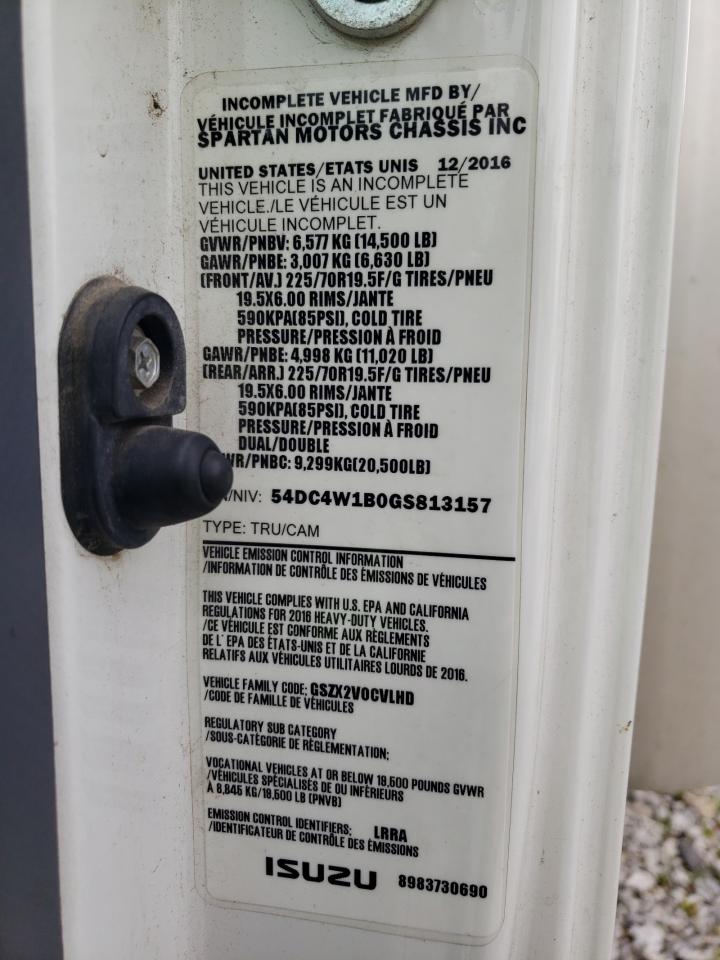 INCOMPLETE VEHICLE MFD BY/
VÉHICULE INCOMPLET FABRIQUÉ PAR
SPARTAN MOTORS CHASSIS INC
UNITED STATES/ETATS UNIS 12/2016
THIS VEHICLE IS AN INCOMPLETE
VEHICLE./LE VÉHICULE EST UN
VÉHICULE INCOMPLET.
GVWR/PNBV: 6,577 KG (14,500 LB)
GAWR/PNBE: 3,007 KG (6,630 LB)
(FRONT/AV.) 225/70R19.5F/G TIRES/PNEU
19.5X6.00 RIMS/JANTE
590KPA(85PSI), COLD TIRE
PRESSURE/PRESSION À FROID
GAWR/PNBE: 4,998 KG (11,020 LB)
(REAR/ARR.) 225/70R19.5F/G TIRES/PNEU
19.5X6.00 RIMS/JANTE
590KPA(85PSI), COLD TIRE
PRESSURE/PRESSION À FROID
DUAL/DOUBLE
WR/PNBC: 9,299KG(20,500LB)
/NIV: 54DC4W1B0GS813157
TYPE: TRU/CAM
VEHICLE EMISSION CONTROL INFORMATION
/INFORMATION DE CONTRÔLE DES ÉMISSIONS DE VÉHICULES
THIS VEHICLE COMPLIES WITH U.S. EPA AND CALIFORNIA
REGULATIONS FOR 2016 HEAVY-DUTY VEHICLES.
/CE VÉHICULE EST CONFORME AUX RÈGLEMENTS
DE L' EPA DES ÉTATS-UNIS ET DE LA CALIFORNIE
RELATIFS AUX VÉHICULES UTILITAIRES LOURDS DE 2016.
VEHICLE FAMILY CODE: GSZX2VOCVLHD
/CODE DE FAMILLE DE VÉHICULES
REGULATORY SUB CATEGORY
/SOUS-CATÉGORIE DE RÈGLEMENTATION;
VOCATIONAL VEHICLES AT OR BELOW 19,500 POUNDS GVWR
/VÉHICULES SPÉCIALISÉS DE OU INFÉRIEURS
À 8,845 KG/19,500 LB (PNVB)
EMISSION CONTROL IDENTIFIERS; LRRA
/IDENTIFICATEUR DE CONTRÔLE DES ÉMISSIONS
ISUZU 8983730690